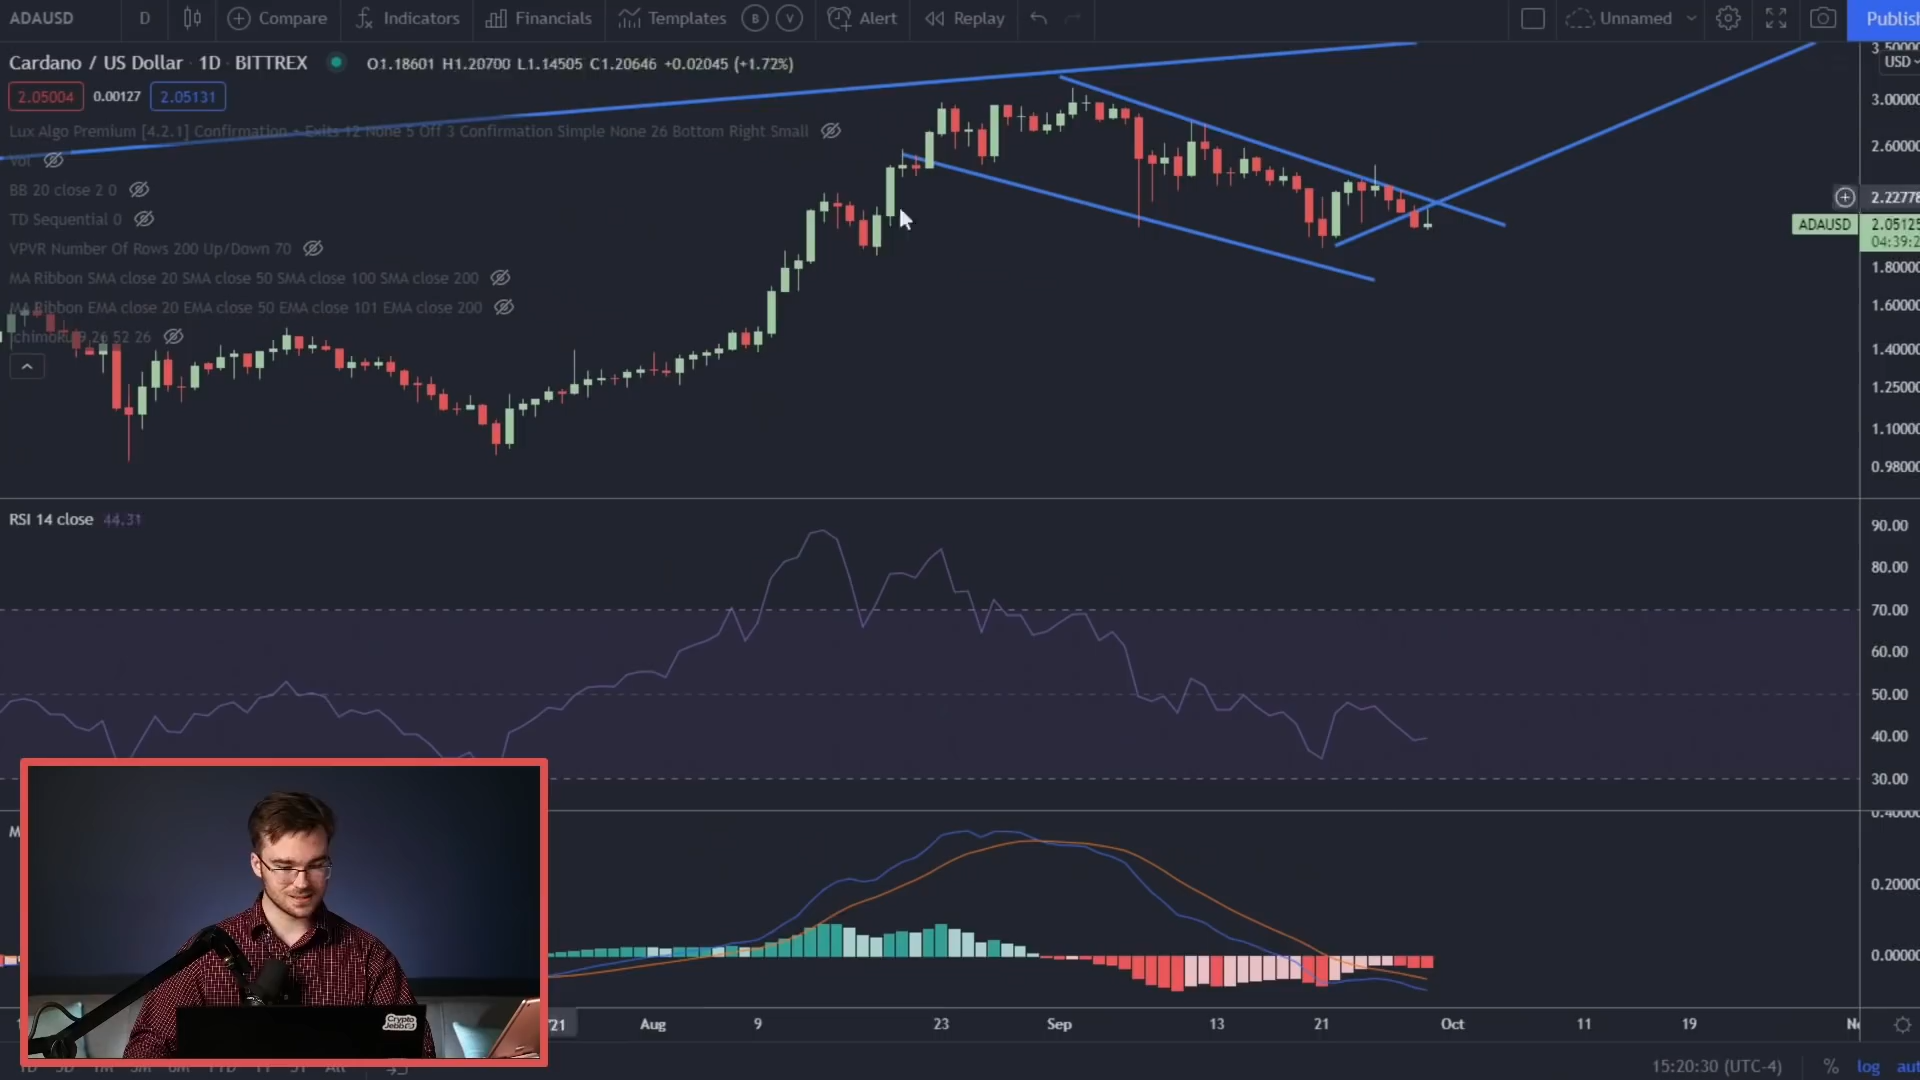 ADAUSD D Compare Indicators Financials Templates B V Alert Replay Unnamed Publish
Cardano / US Dollar · 1D · BITTREX O1.18601 H1.20700 L1.14505 C1.20646 +0.02045 (+1.72%)
2.05004 0.00127 2.05131
Lux Algo Premium [4.2.1] Confirmation - Exits 12 None 5 Off 3 Confirmation Simple None 26 Bottom Right Small
Vol
BB 20 close 2 0
TD Sequential 0
VPVR Number Of Rows 200 Up/Down 70
MA Ribbon SMA close 20 SMA close 50 SMA close 100 SMA close 200
MA Ribbon EMA close 20 EMA close 50 EMA close 101 EMA close 200
Ichimoku 9 26 52 26
3.50000
USD
3.00000
2.60000
2.22778
ADAUSD 2.05125
04:39:2
1.80000
1.60000
1.40000
1.25000
1.10000
0.98000
RSI 14 close 44.31
90.00
80.00
70.00
60.00
50.00
40.00
30.00
M
0.40000
0.20000
0.00000
Crypto
Jebb
'21 Aug 9 23 Sep 13 21 Oct 11 19 No
1D 5D 1M 3M 6M YTD 1Y 5Y All 15:20:30 (UTC-4) % log aut